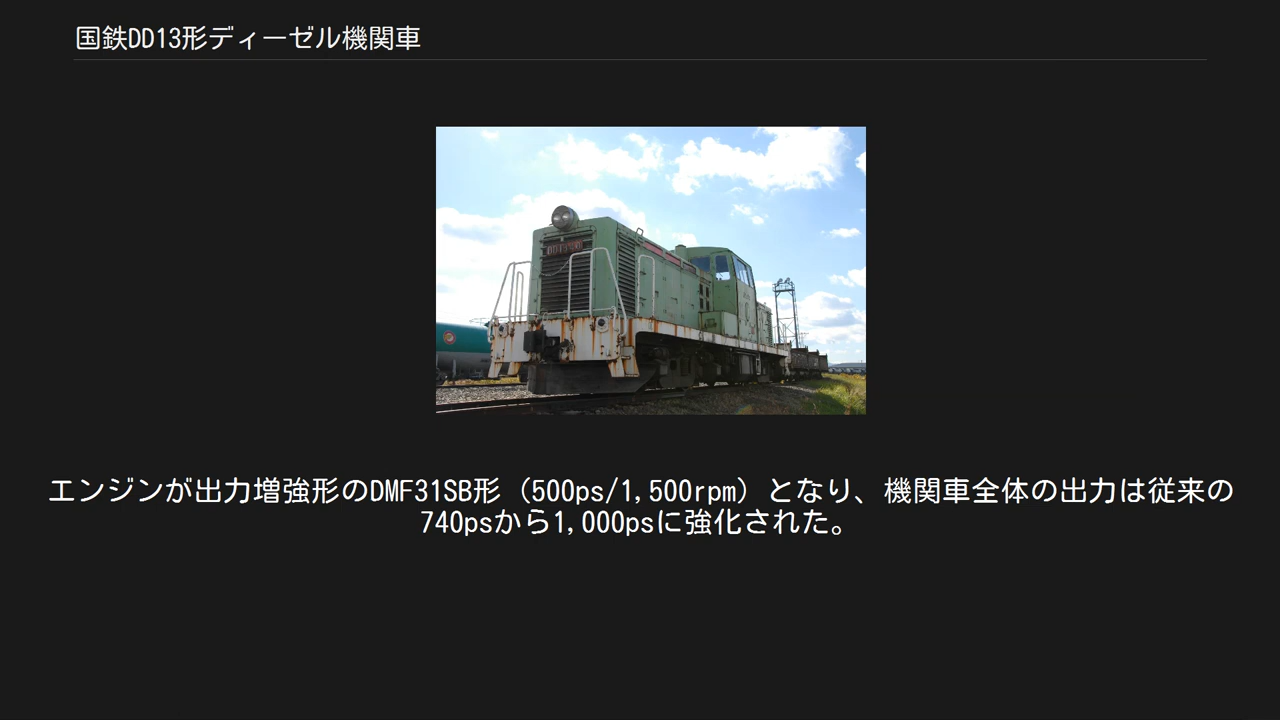 国鉄DD13形ディーゼル機関車
エンジンが出力増強形のDMF31SB形（500ps/1,500rpm）となり、機関車全体の出力は従来の
740psから1,000psに強化された。